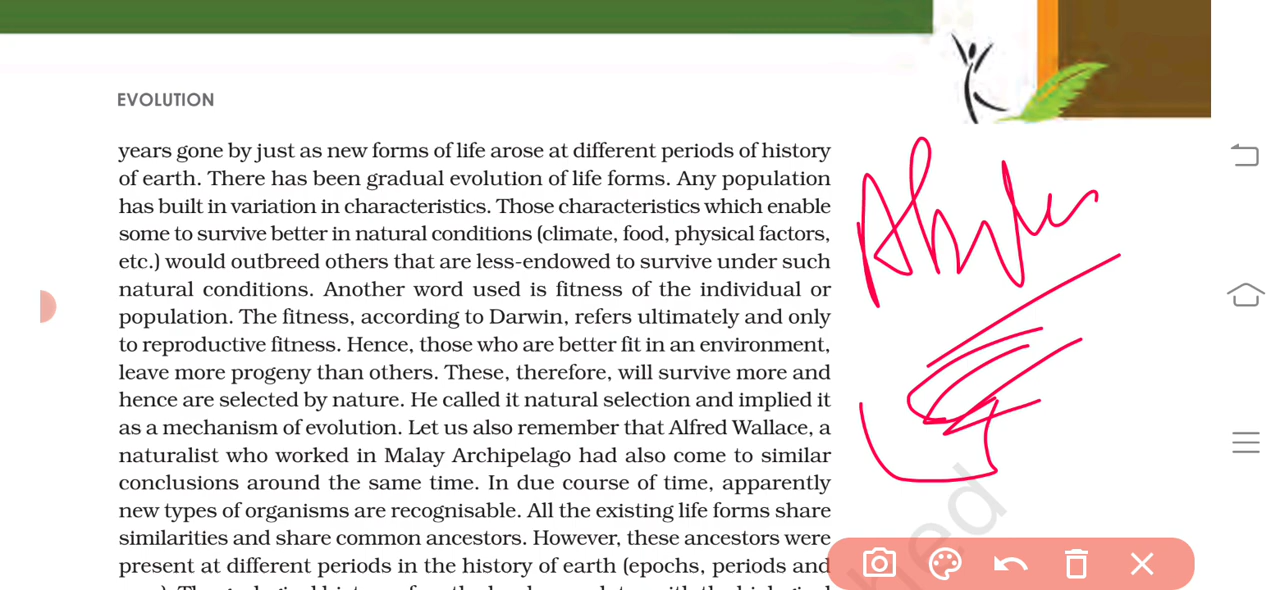 EVOLUTION
years gone by just as new forms of life arose at different periods of history
of earth. There has been gradual evolution of life forms. Any population
has built in variation in characteristics. Those characteristics which enable
some to survive better in natural conditions (climate, food, physical factors,
etc.) would outbreed others that are less-endowed to survive under such
natural conditions. Another word used is fitness of the individual or
population. The fitness, according to Darwin, refers ultimately and only
to reproductive fitness. Hence, those who are better fit in an environment,
leave more progeny than others. These, therefore, will survive more and
hence are selected by nature. He called it natural selection and implied it
as a mechanism of evolution. Let us also remember that Alfred Wallace, a
naturalist who worked in Malay Archipelago had also come to similar
conclusions around the same time. In due course of time, apparently
new types of organisms are recognisable. All the existing life forms share
similarities and share common ancestors. However, these ancestors were
present at different periods in the history of earth (epochs, periods and